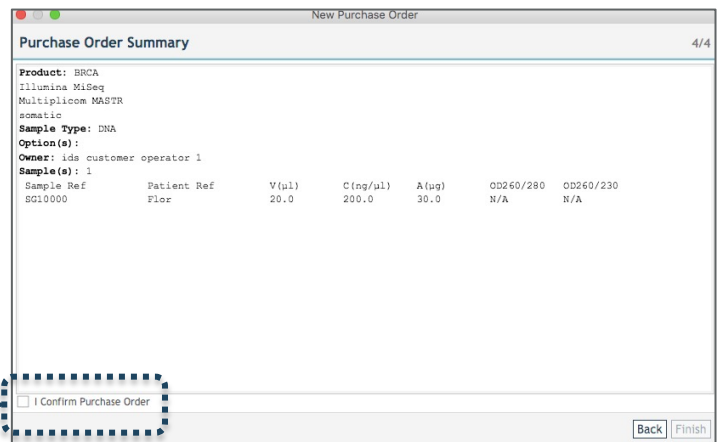 New Purchase Order
Purchase Order Summary 4/4
Product: BRCA
Illumina MiSeq
Multiplicom MASTR
somatic
Sample Type: DNA
Option(s):
Owner: ids customer operator 1
Sample(s): 1
Sample Ref Patient Ref V(µl) C(ng/µl) A(µg) OD260/280 OD260/230
SG10000 Flor 20.0 200.0 30.0 N/A N/A
I Confirm Purchase Order
Back Finish